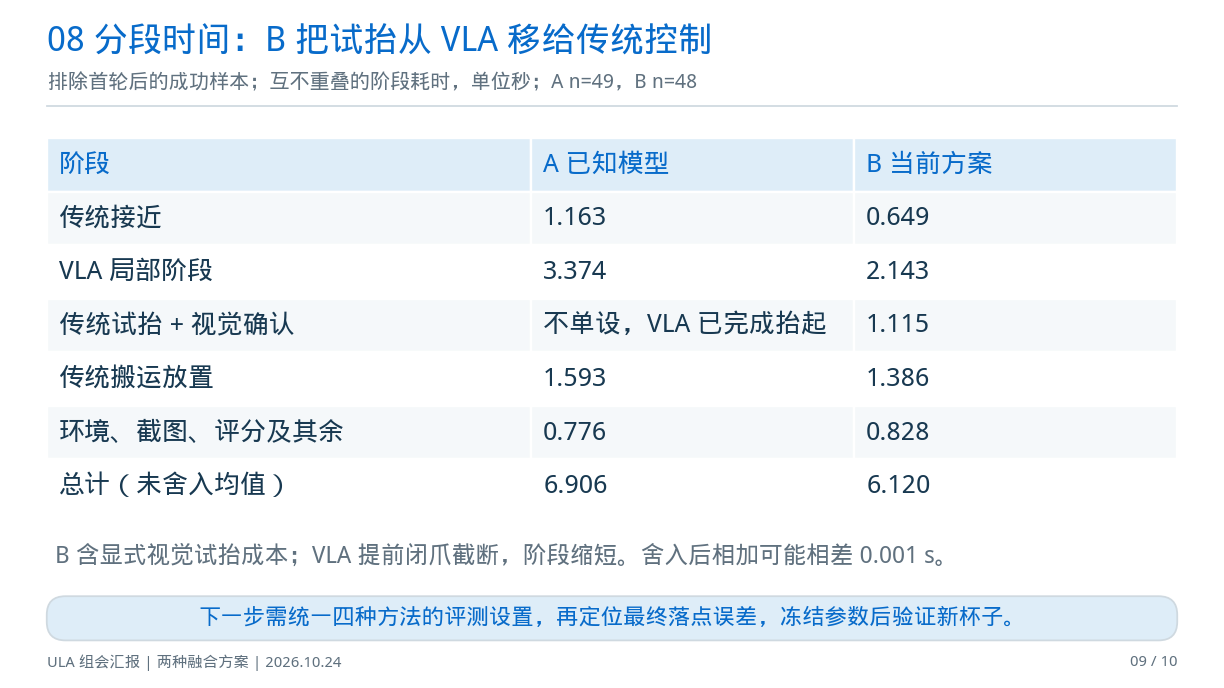 08 分段时间：B 把试抬从 VLA 移给传统控制
排除首轮后的成功样本；互不重叠的阶段耗时，单位秒；A n=49，B n=48
阶段 A 已知模型 B 当前方案
传统接近 1.163 0.649
VLA 局部阶段 3.374 2.143
传统试抬 + 视觉确认 不单设，VLA 已完成抬起 1.115
传统搬运放置 1.593 1.386
环境、截图、评分及其余 0.776 0.828
总计（未舍入均值） 6.906 6.120
B 含显式视觉试抬成本；VLA 提前闭爪截断，阶段缩短。舍入后相加可能相差 0.001 s。
下一步需统一四种方法的评测设置，再定位最终落点误差，冻结参数后验证新杯子。
ULA 组会汇报 | 两种融合方案 | 2026.10.24 09 / 10